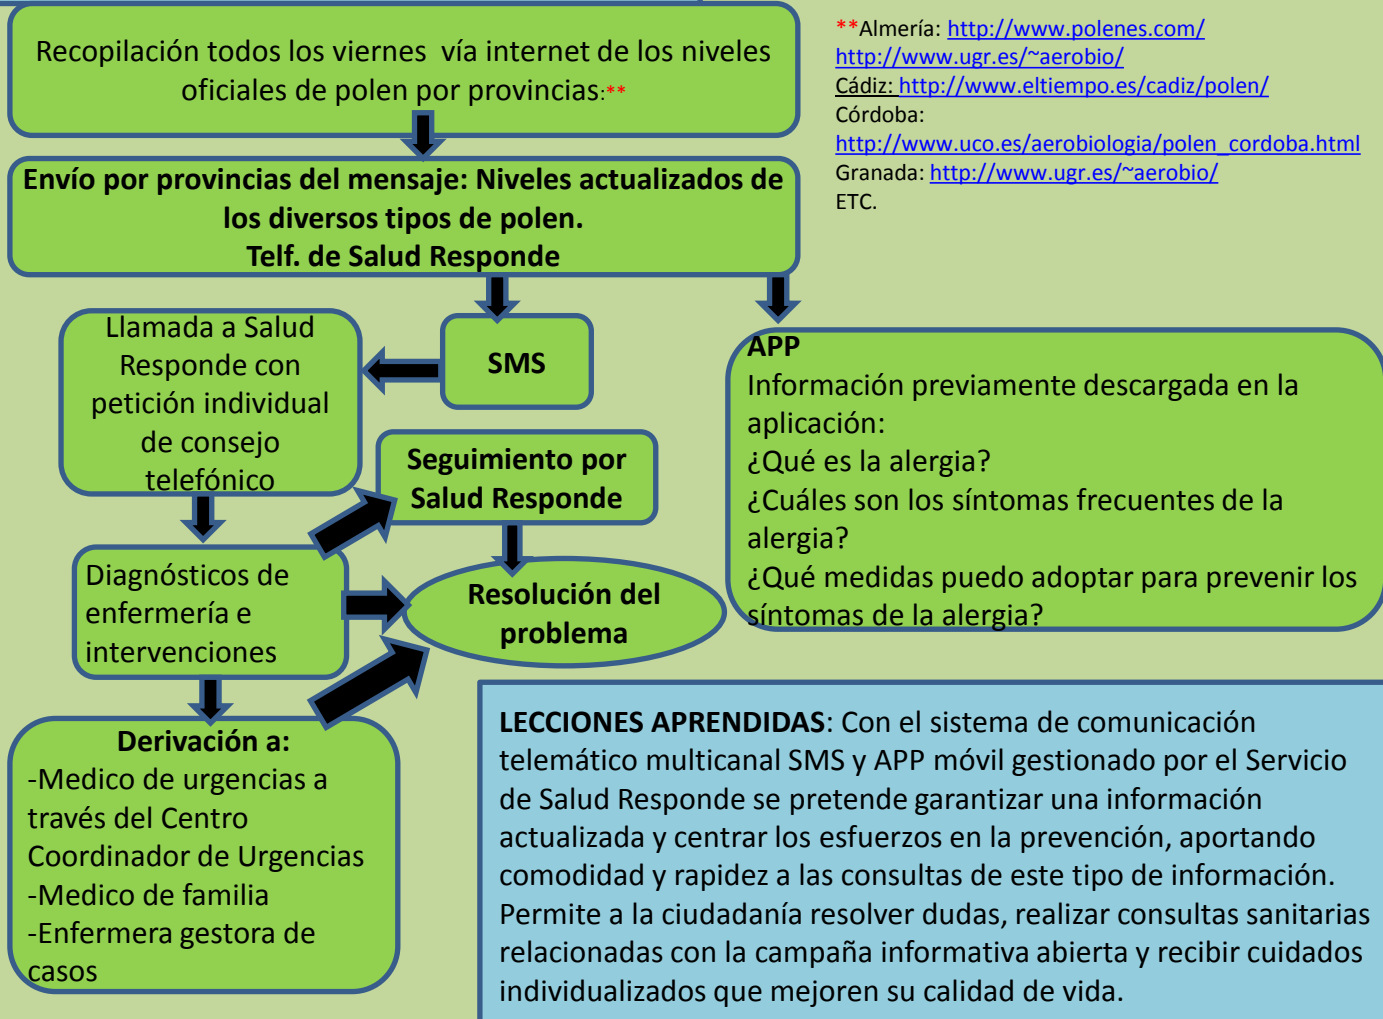 Recopilación todos los viernes  vía internet de los niveles
oficiales de polen por provincias:**
**Almería: http://www.polenes.com/
http://www.ugr.es/~aerobio/
Cádiz: http://www.eltiempo.es/cadiz/polen/
Córdoba:
http://www.uco.es/aerobiologia/polen_cordoba.html
Granada: http://www.ugr.es/~aerobio/
ETC.
Envío por provincias del mensaje: Niveles actualizados de
los diversos tipos de polen.
Telf. de Salud Responde
Llamada a Salud
Responde con
petición individual
de consejo
telefónico
SMS
APP
Información previamente descargada en la
aplicación:
¿Qué es la alergia?
¿Cuáles son los síntomas frecuentes de la
alergia?
¿Qué medidas puedo adoptar para prevenir los
síntomas de la alergia?
Seguimiento por
Salud Responde
Diagnósticos de
enfermería e
intervenciones
Resolución del
problema
Derivación a:
-Medico de urgencias a
través del Centro
Coordinador de Urgencias
-Medico de familia
-Enfermera gestora de
casos
LECCIONES APRENDIDAS: Con el sistema de comunicación
telemático multicanal SMS y APP móvil gestionado por el Servicio
de Salud Responde se pretende garantizar una información
actualizada y centrar los esfuerzos en la prevención, aportando
comodidad y rapidez a las consultas de este tipo de información.
Permite a la ciudadanía resolver dudas, realizar consultas sanitarias
relacionadas con la campaña informativa abierta y recibir cuidados
individualizados que mejoren su calidad de vida.